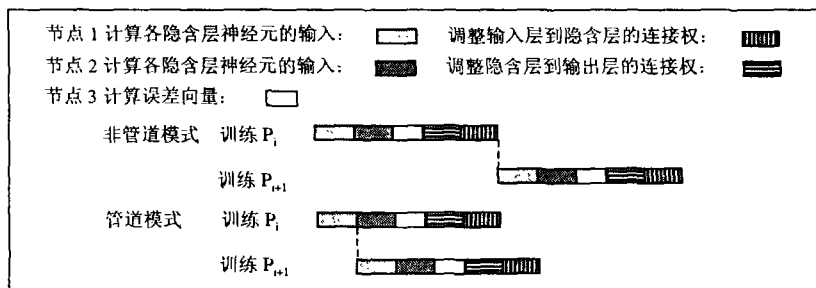 节点 1 计算各隐含层神经元的输入： 调整输入层到隐含层的连接权：
节点 2 计算各隐含层神经元的输入： 调整隐含层到输出层的连接权：
节点 3 计算误差向量：
非管道模式 训练 Pᵢ
训练 Pᵢ₊₁
管道模式 训练 Pᵢ
训练 Pᵢ₊₁